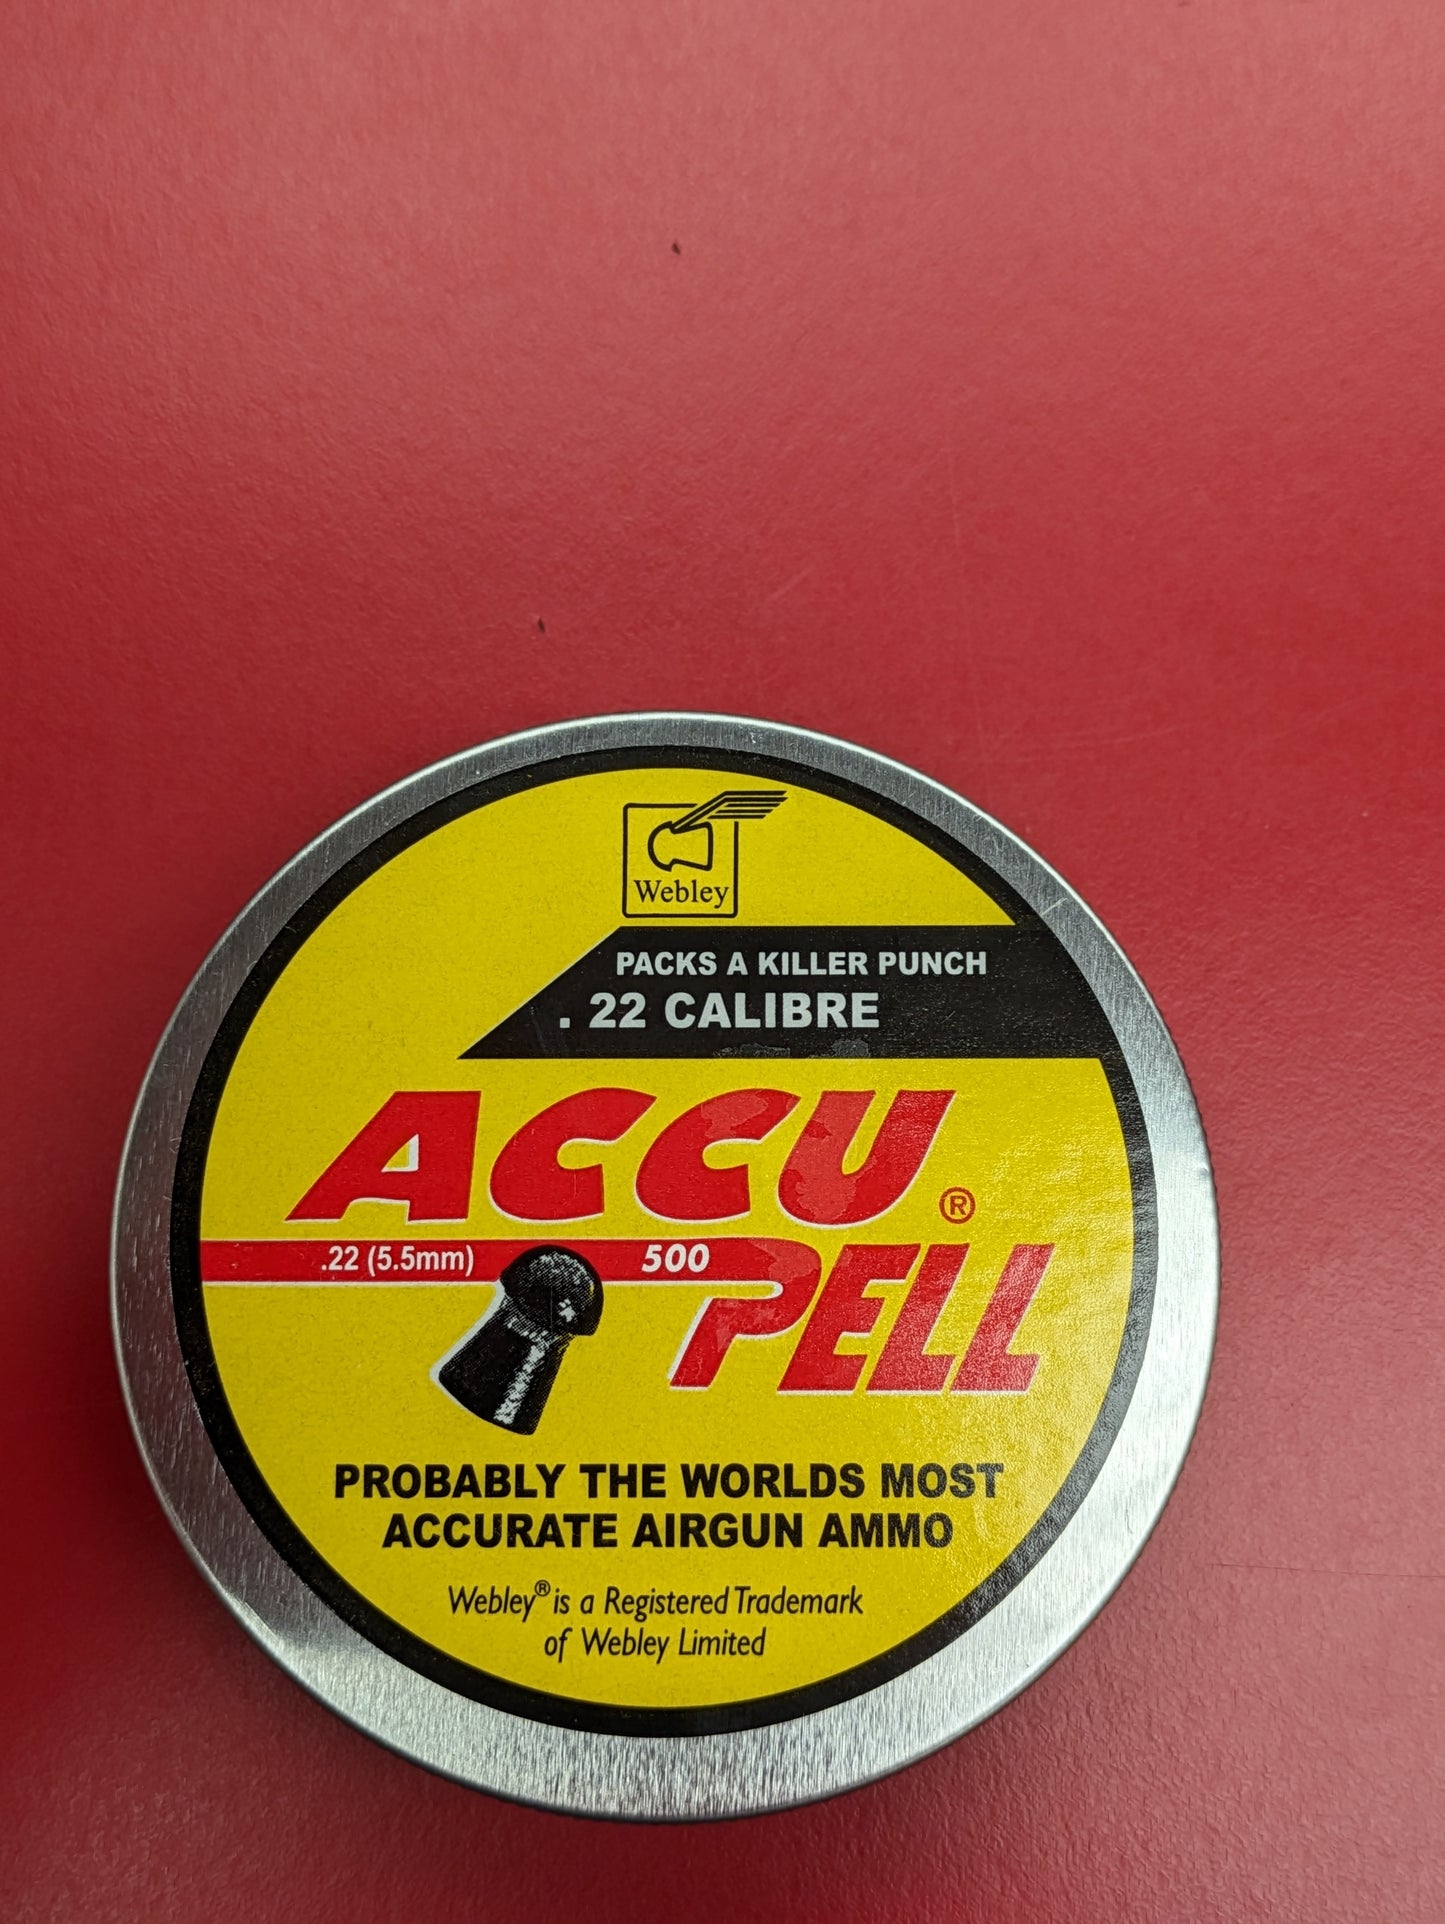 Webley
PACKS A KILLER PUNCH
. 22 CALIBRE
ACCU ®
.22 (5.5mm) 500
PELL
PROBABLY THE WORLDS MOST
ACCURATE AIRGUN AMMO
Webley® is a Registered Trademark
of Webley Limited